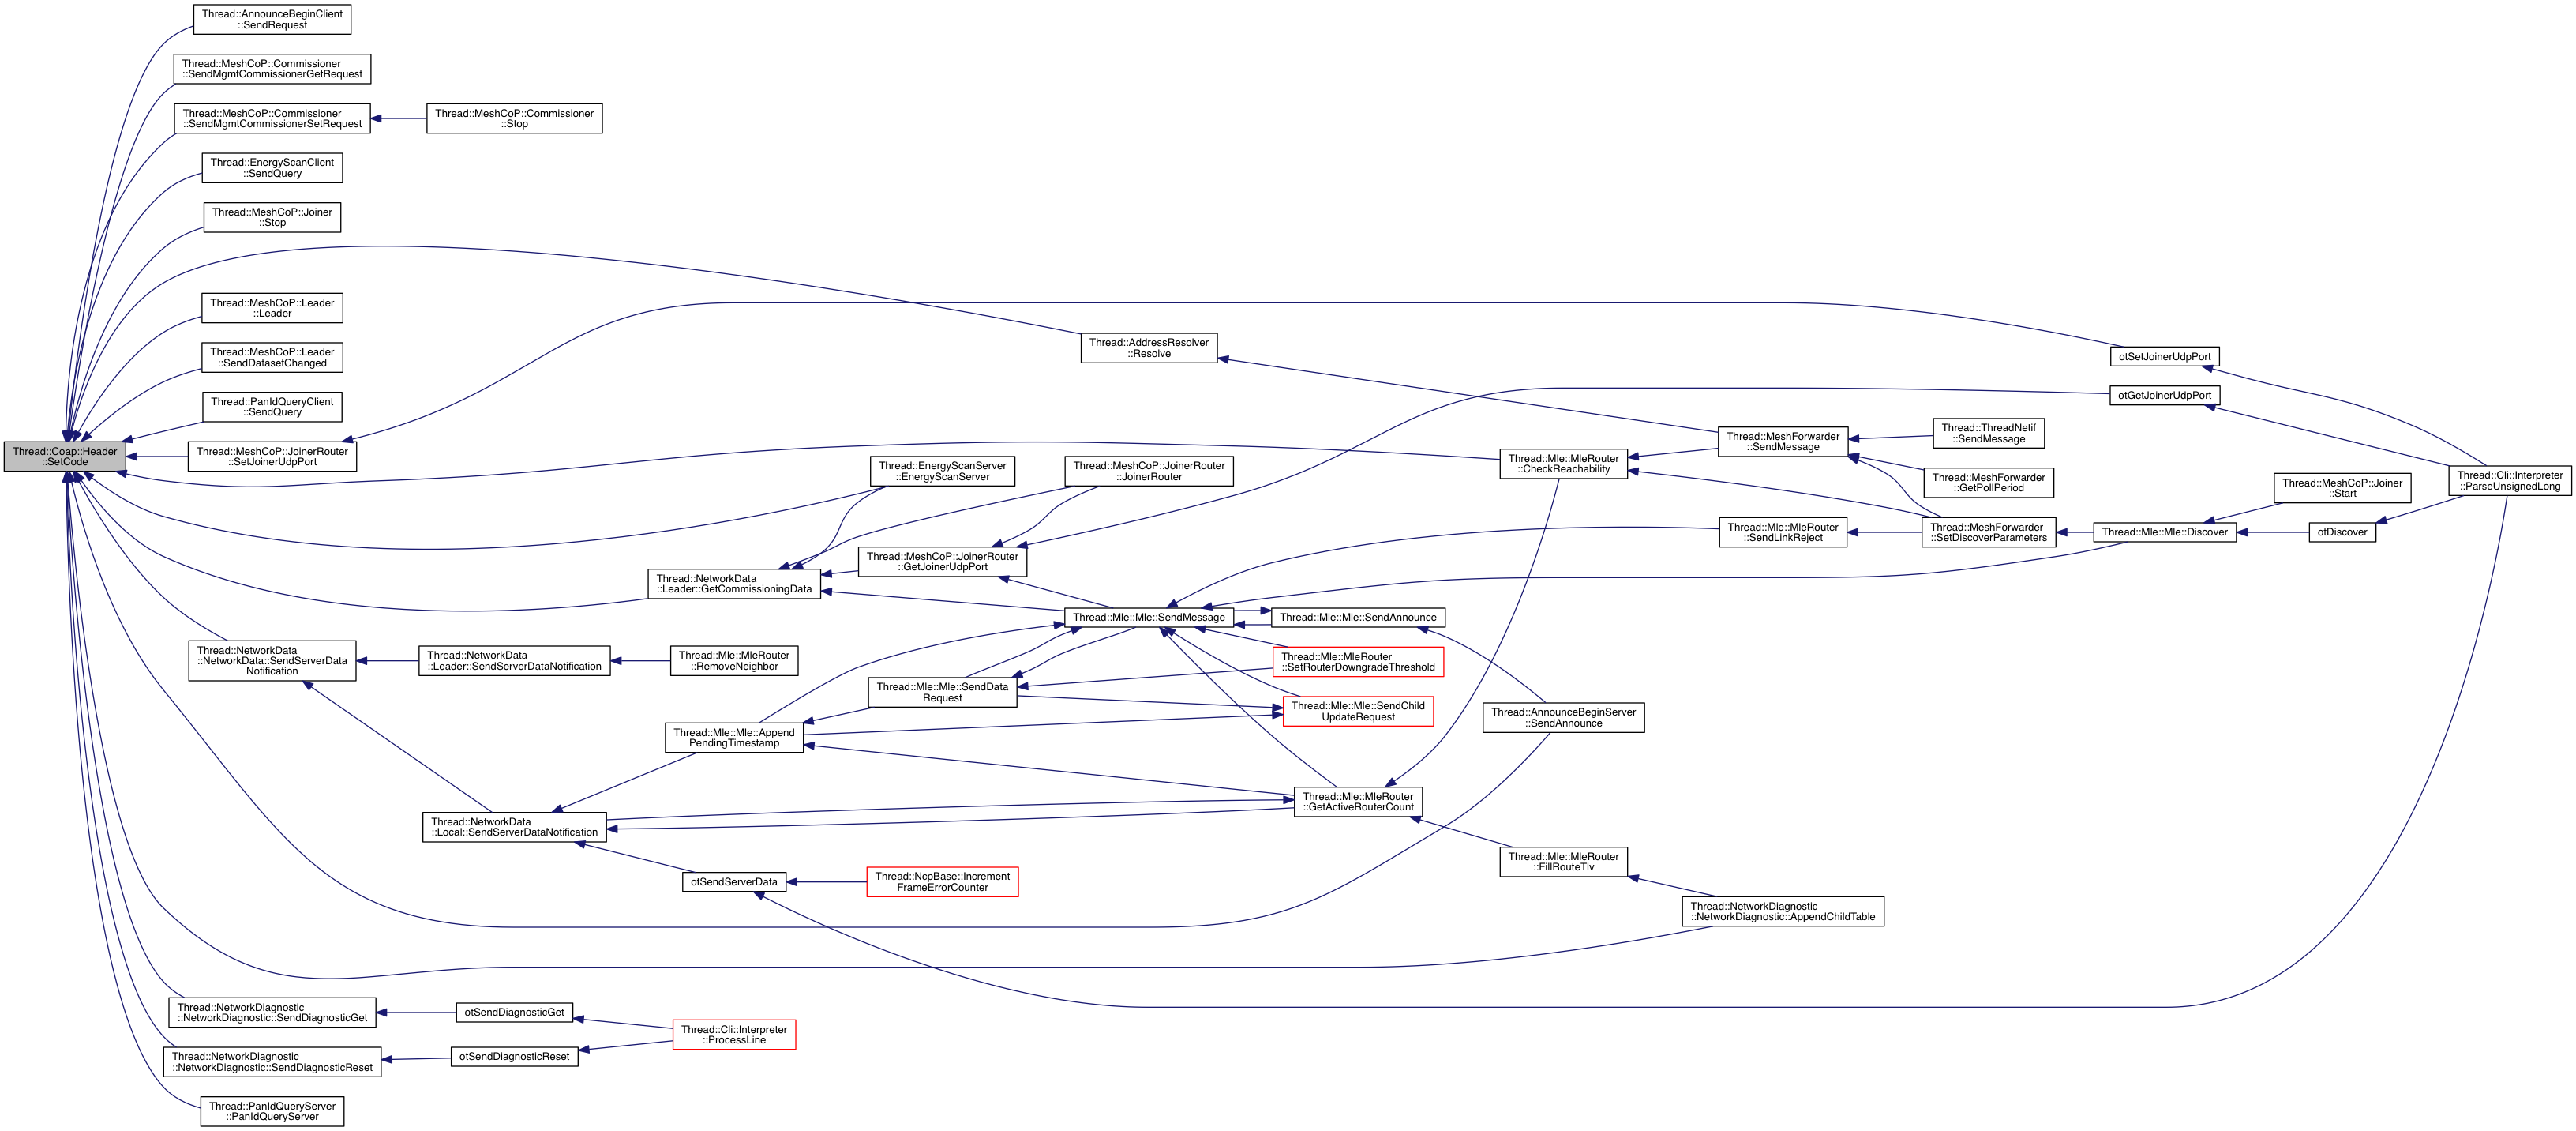 Thread::AnnounceBeginClient
::SendRequest
Thread::MeshCoP::Commissioner
::SendMgmtCommissionerGetRequest
Thread::MeshCoP::Commissioner
::SendMgmtCommissionerSetRequest
Thread::MeshCoP::Commissioner
::Stop
Thread::EnergyScanClient
::SendQuery
Thread::MeshCoP::Joiner
::Stop
Thread::MeshCoP::Leader
::Leader
Thread::MeshCoP::Leader
::SendDatasetChanged
Thread::PanIdQueryClient
::SendQuery
Thread::Coap::Header
::SetCode
Thread::MeshCoP::JoinerRouter
::SetJoinerUdpPort
Thread::AddressResolver
::Resolve
otSetJoinerUdpPort
otGetJoinerUdpPort
Thread::MeshForwarder
::SendMessage
Thread::ThreadNetif
::SendMessage
Thread::EnergyScanServer
::EnergyScanServer
Thread::MeshCoP::JoinerRouter
::JoinerRouter
Thread::Mle::MleRouter
::CheckReachability
Thread::MeshForwarder
::GetPollPeriod
Thread::MeshCoP::Joiner
::Start
Thread::Cli::Interpreter
::ParseUnsignedLong
Thread::Mle::MleRouter
::SendLinkReject
Thread::MeshForwarder
::SetDiscoverParameters
Thread::Mle::Mle::Discover
otDiscover
Thread::MeshCoP::JoinerRouter
::GetJoinerUdpPort
Thread::NetworkData
::Leader::GetCommissioningData
Thread::Mle::Mle::SendMessage
Thread::Mle::Mle::SendAnnounce
Thread::NetworkData
::NetworkData::SendServerData
Notification
Thread::NetworkData
::Leader::SendServerDataNotification
Thread::Mle::MleRouter
::RemoveNeighbor
Thread::Mle::MleRouter
::SetRouterDowngradeThreshold
Thread::Mle::Mle::SendData
Request
Thread::Mle::Mle::SendChild
UpdateRequest
Thread::AnnounceBeginServer
::SendAnnounce
Thread::Mle::Mle::Append
PendingTimestamp
Thread::Mle::MleRouter
::GetActiveRouterCount
Thread::NetworkData
::Local::SendServerDataNotification
Thread::Mle::MleRouter
::FillRouteTlv
otSendServerData
Thread::NcpBase::Increment
FrameErrorCounter
Thread::NetworkDiagnostic
::NetworkDiagnostic::AppendChildTable
Thread::NetworkDiagnostic
::NetworkDiagnostic::SendDiagnosticGet
otSendDiagnosticGet
Thread::Cli::Interpreter
::ProcessLine
Thread::NetworkDiagnostic
::NetworkDiagnostic::SendDiagnosticReset
otSendDiagnosticReset
Thread::PanIdQueryServer
::PanIdQueryServer